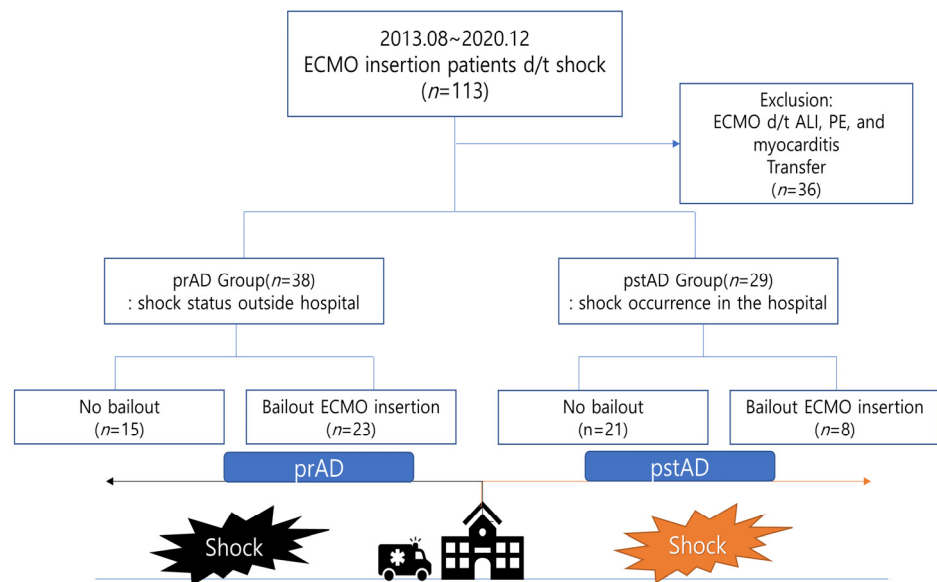 2013.08~2020.12
ECMO insertion patients d/t shock
(n=113)
Exclusion:
ECMO d/t ALI, PE, and
myocarditis
Transfer
(n=36)
prAD Group(n=38)
: shock status outside hospital
pstAD Group(n=29)
: shock occurrence in the hospital
No bailout
(n=15)
Bailout ECMO insertion
(n=23)
No bailout
(n=21)
Bailout ECMO insertion
(n=8)
prAD
pstAD
Shock
Shock